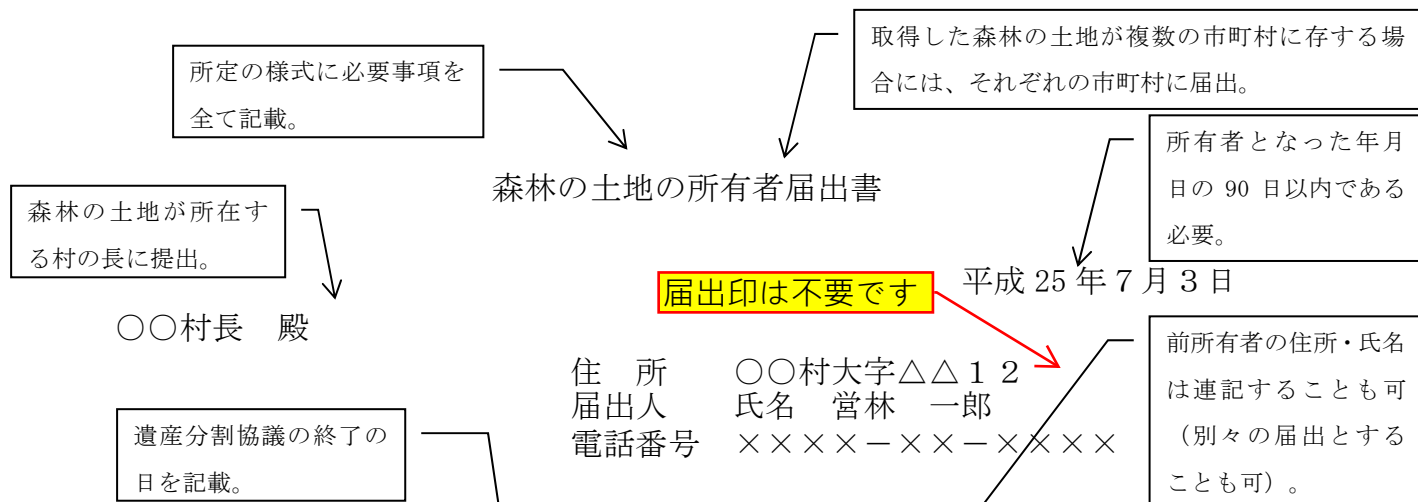 取得した森林の土地が複数の市町村に存する場
合には、それぞれの市町村に届出。
所定の様式に必要事項を
全て記載。
所有者となった年月
日の 90 日以内である
必要。
森林の土地の所有者届出書
森林の土地が所在す
る村の長に提出。
届出印は不要です
平成 25 年７月３日
○○村長　殿
住　所　　○○村大字△△１２
届出人　　氏名　営林　一郎
電話番号　××××－××－××××
前所有者の住所・氏名
は連記することも可
（別々の届出とする
ことも可）。
遺産分割協議の終了の
日を記載。